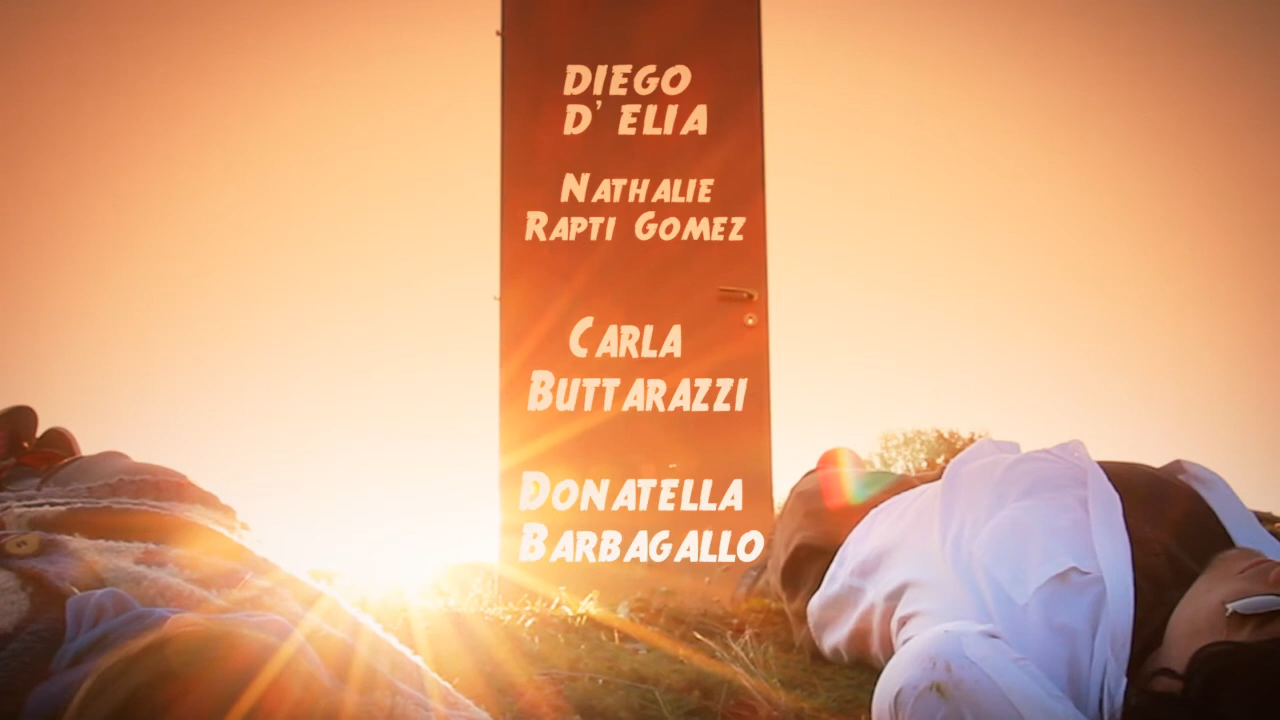 DIEGO
D' ELIA
NATHALIE
RAPTI GOMEZ
CARLA
BUTTARAZZI
DONATELLA
BARBAGALLO